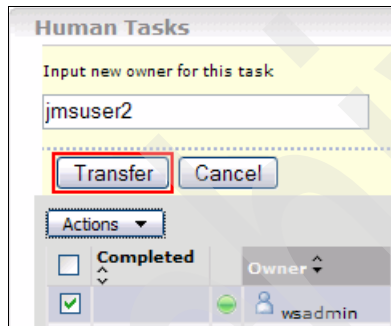 Human Tasks
Input new owner for this task
jmsuser2
Transfer Cancel
Actions
Completed Owner
wsadmin